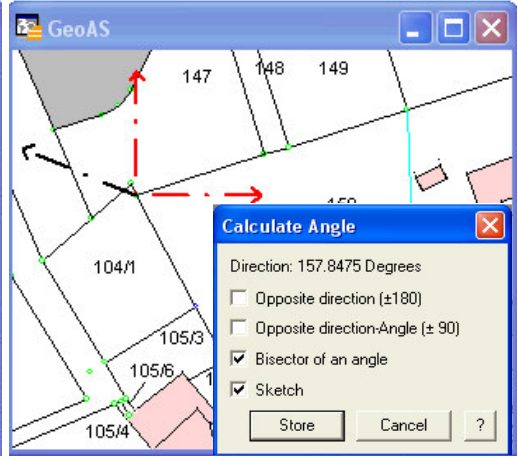 GeoAS
147
148
149
104/1
105/3
105/6
105/4
Calculate Angle
Direction: 157.8475 Degrees
Opposite direction (±180)
Opposite direction-Angle (± 90)
Bisector of an angle
Sketch
Store
Cancel
?